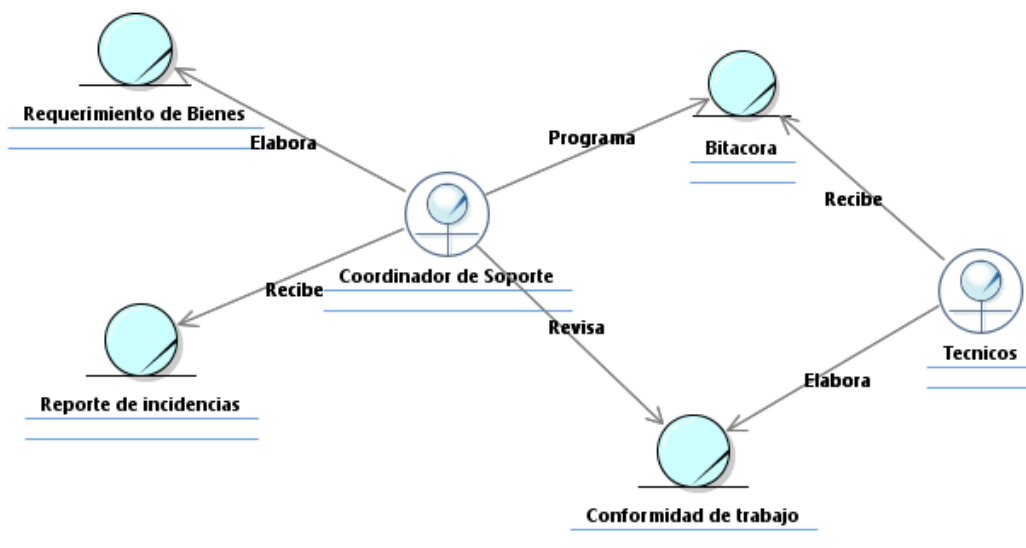 Requerimiento de Bienes
Elabora
Programa
Bitacora
Recibe
Coordinador de Soporte
Recibe
Revisa
Tecnicos
Elabora
Reporte de incidencias
Conformidad de trabajo